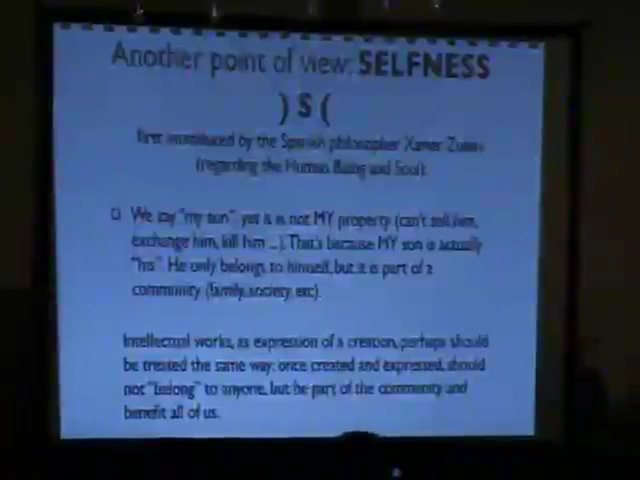 Another point of view: SELFNESS
) S (
First introduced by the Spanish philosopher Xavier Zubiri
(regarding the Human Being and Soul):
We say "my son" yet it is not MY property (can't sell him,
exchange him, kill him ...). That's because MY son is actually
"his". He only belongs to himself, but it is part of a
community (family, society, etc).
Intellectual works, as expression of a creation, perhaps should
be treated the same way: once created and expressed, should
not "belong" to anyone, but be part of the community and
benefit all of us.